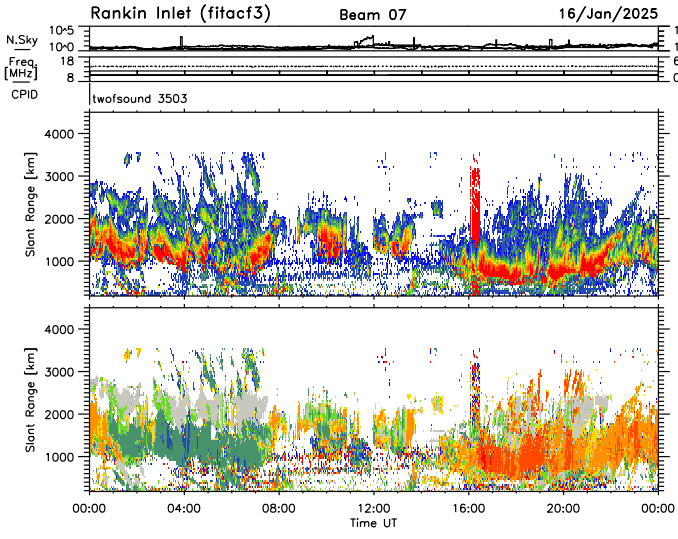 Rankin Inlet (fitacf3) Beam 07 16/Jan/2025
N.Sky 10^5 10^0 1 1
Freq. [MHz] 18 8 6 0
CPID twofsound 3503
Slant Range [km] 4000 3000 2000 1000
Slant Range [km] 4000 3000 2000 1000
00:00 04:00 08:00 12:00 16:00 20:00 00:00
Time UT